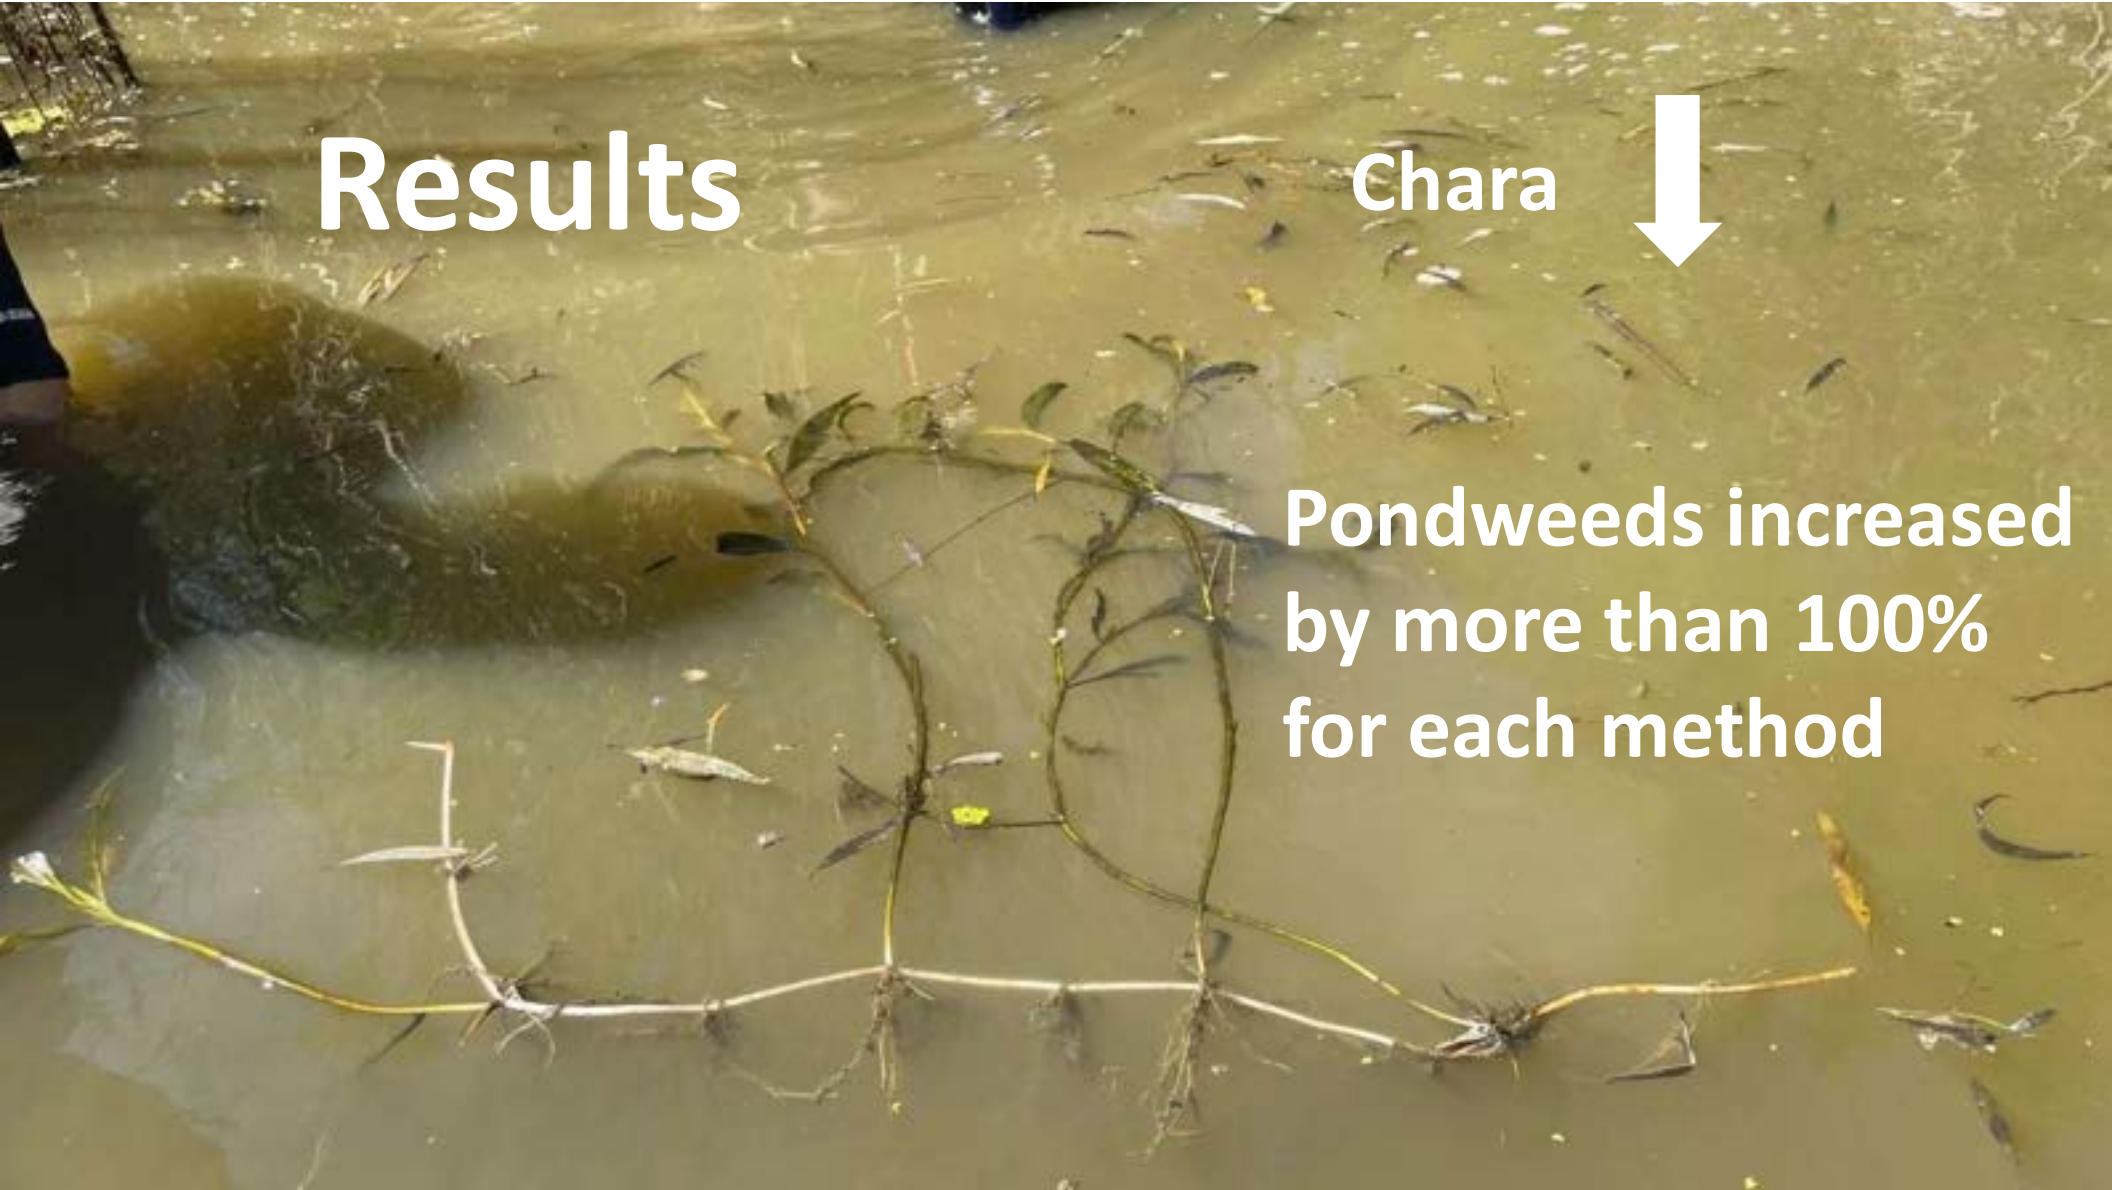 Results
Chara
Pondweeds increased
by more than 100%
for each method